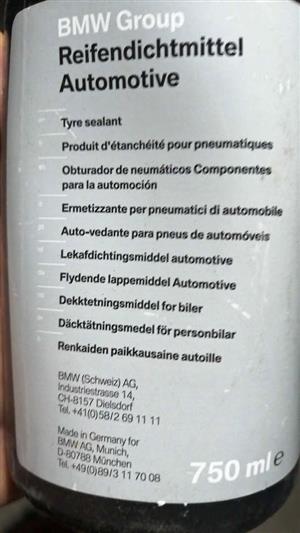 BMW Group
Reifendichtmittel
Automotive
Tyre sealant
Produit d'étanchéité pour pneumatiques
Obturador de neumáticos Componentes
para la automoción
Ermetizzante per pneumatici di automobile
Auto-vedante para pneus de automóveis
Lekafdichtingsmiddel automotive
Flydende lappemiddel Automotive
Dekktetningsmiddel for biler
Däcktätningsmedel för personbilar
Renkaiden paikkausaine autoille
BMW (Schweiz) AG,
Industriestrasse 14,
CH-8157 Dielsdorf
Tel. +41(0)58/2 69 11 11
Made in Germany for
BMW AG, Munich,
D-80788 München
Tel. +49(0)89/3 11 70 08
750 ml e